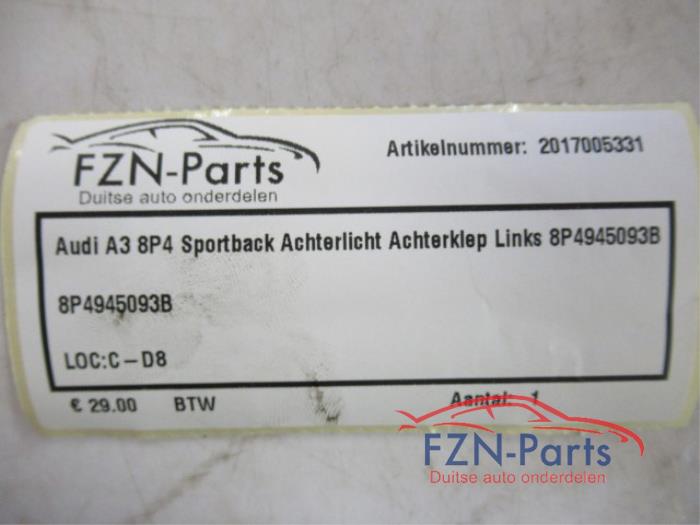 FZN-Parts
Duitse auto onderdelen
Artikelnummer: 2017005331
Audi A3 8P4 Sportback Achterlicht Achterklep Links 8P4945093B
8P4945093B
LOC:C-D8
€ 29.00 BTW Aantal: 1
FZN-Parts
Duitse auto onderdelen